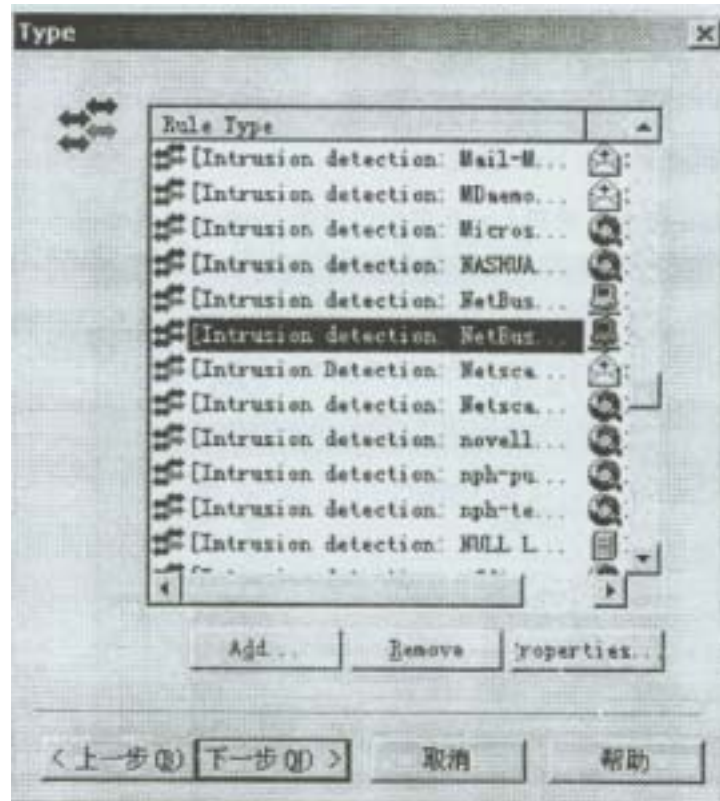 Type
Rule Type
[Intrusion detection: Mail-M...
[Intrusion detection: MDaemo...
[Intrusion detection: Micros...
[Intrusion detection: NASHUA...
[Intrusion detection: NetBus...
[Intrusion detection: NetBus...
[Intrusion Detection: Netsca...
[Intrusion detection: Netsca...
[Intrusion detection: novell...
[Intrusion detection: nph-pu...
[Intrusion detection: nph-te...
[Intrusion detection: NULL L...
Add... Remove roperties...
< 上一步(B) 下一步(N) > 取消 帮助